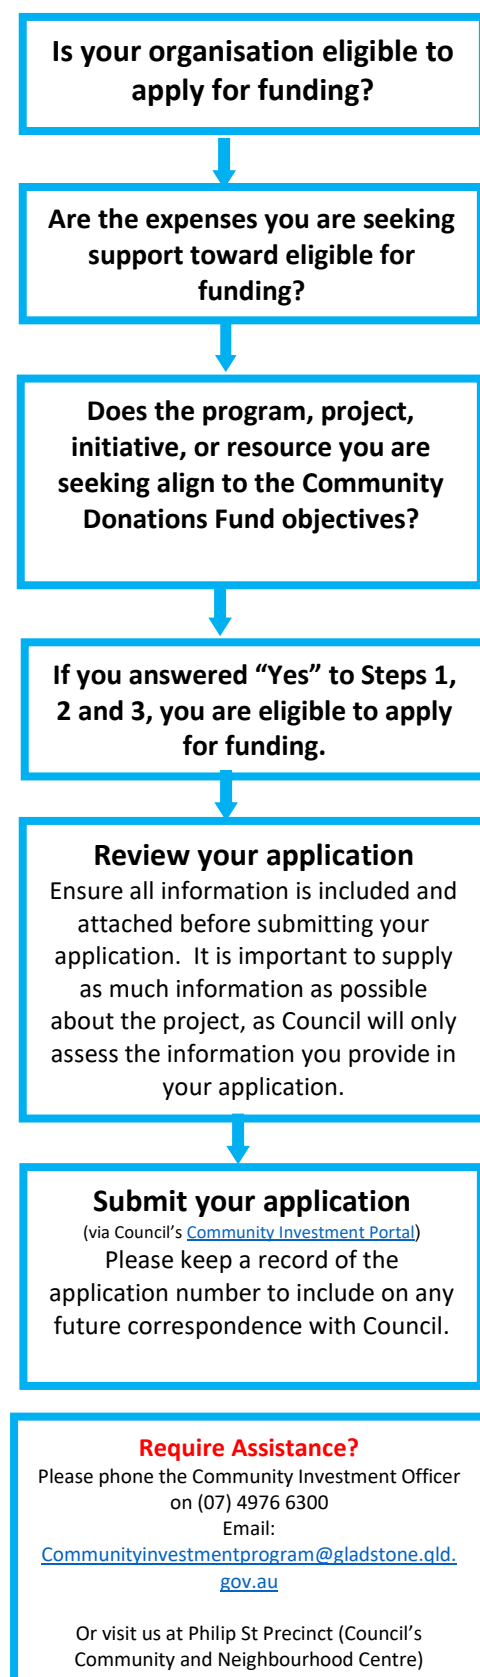 Is your organisation eligible to
apply for funding?
Are the expenses you are seeking
support toward eligible for
funding?
Does the program, project,
initiative, or resource you are
seeking align to the Community
Donations Fund objectives?
If you answered “Yes” to Steps 1,
2 and 3, you are eligible to apply
for funding.
Review your application
Ensure all information is included and
attached before submitting your
application.  It is important to supply
as much information as possible
about the project, as Council will only
assess the information you provide in
your application.
Submit your application
(via Council’s Community Investment Portal)
Please keep a record of the
application number to include on any
future correspondence with Council.
Require Assistance?
Please phone the Community Investment Officer
on (07) 4976 6300
Email:
Communityinvestmentprogram@gladstone.qld.
gov.au
Or visit us at Philip St Precinct (Council’s
Community and Neighbourhood Centre)